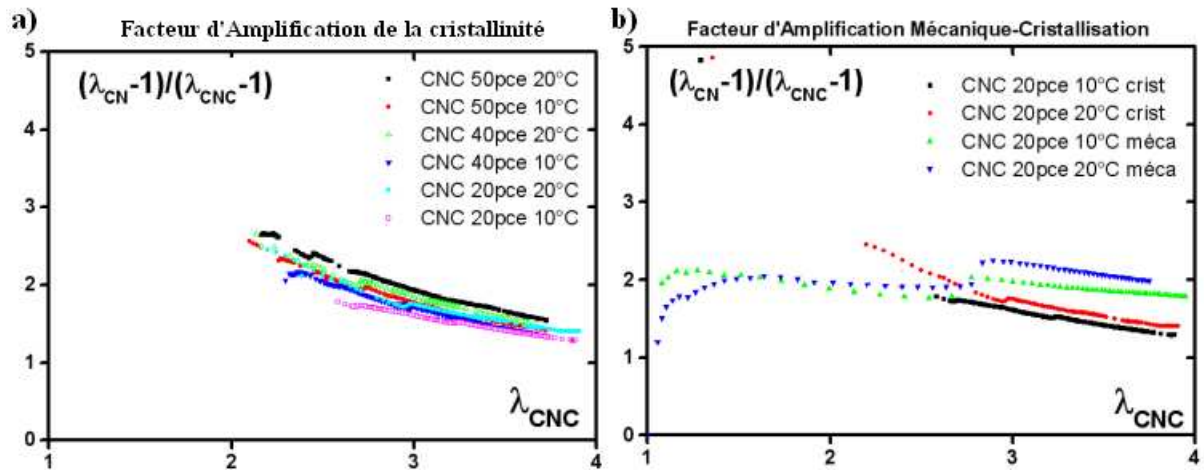 a)
Facteur d'Amplification de la cristallinité
(λCN-1)/(λCNC-1)
CNC 50pce 20°C
CNC 50pce 10°C
CNC 40pce 20°C
CNC 40pce 10°C
CNC 20pce 20°C
CNC 20pce 10°C
5
4
3
2
1
0
λCNC
1 2 3 4
b)
Facteur d'Amplification Mécanique-Cristallisation
(λCN-1)/(λCNC-1)
CNC 20pce 10°C crist
CNC 20pce 20°C crist
CNC 20pce 10°C méca
CNC 20pce 20°C méca
5
4
3
2
1
0
λCNC
1 2 3 4